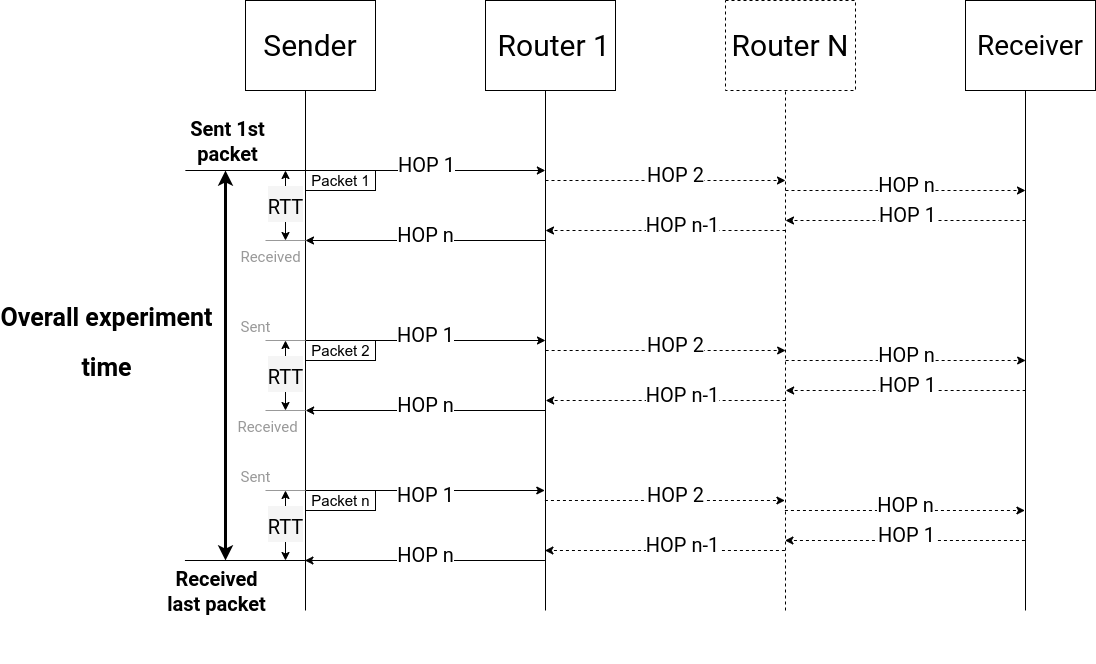 Sender
Router 1
Router N
Receiver
Sent 1st
packet
HOP 1
HOP 2
HOP n
Packet 1
RTT
HOP 1
HOP n-1
HOP n
Received
Overall experiment
time
Sent
HOP 1
HOP 2
HOP n
Packet 2
RTT
HOP 1
HOP n-1
HOP n
Received
Sent
HOP 1
HOP 2
HOP n
Packet n
RTT
HOP 1
HOP n-1
HOP n
Received
last packet